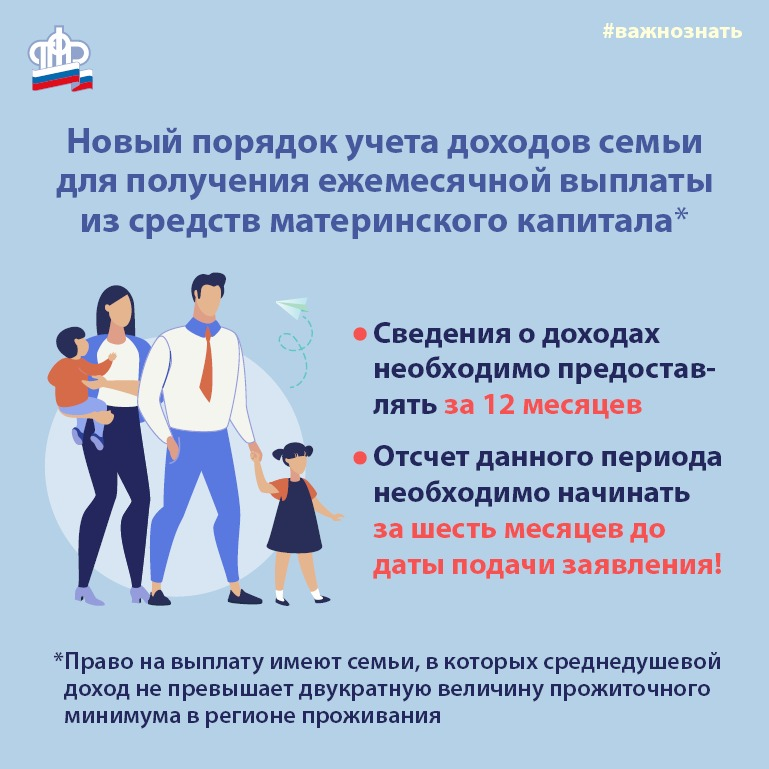 #важнознать
Новый порядок учета доходов семьи
для получения ежемесячной выплаты
из средств материнского капитала*
Сведения о доходах
необходимо предостав-
лять за 12 месяцев
Отсчет данного периода
необходимо начинать
за шесть месяцев до
даты подачи заявления!
*Право на выплату имеют семьи, в которых среднедушевой
доход не превышает двукратную величину прожиточного
минимума в регионе проживания